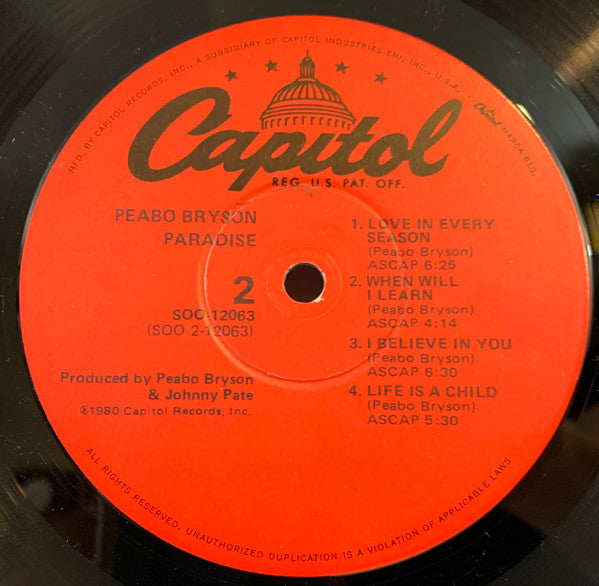 MFD. BY CAPITOL RECORDS, INC., A SUBSIDIARY OF CAPITOL INDUSTRIES-EMI, INC., U.S.A.
Capitol MARCA REG.
Capitol
REG. U.S. PAT. OFF.
PEABO BRYSON
PARADISE
2
SOO-12063
(SOO 2-12063)
Produced by Peabo Bryson
& Johnny Pate
℗1980 Capitol Records, Inc.
1. LOVE IN EVERY
SEASON
(Peabo Bryson)
ASCAP 6:25
2. WHEN WILL
I LEARN
(Peabo Bryson)
ASCAP 4:14
3. I BELIEVE IN YOU
(Peabo Bryson)
ASCAP 6:30
4. LIFE IS A CHILD
(Peabo Bryson)
ASCAP 5:30
ALL RIGHTS RESERVED. UNAUTHORIZED DUPLICATION IS A VIOLATION OF APPLICABLE LAWS